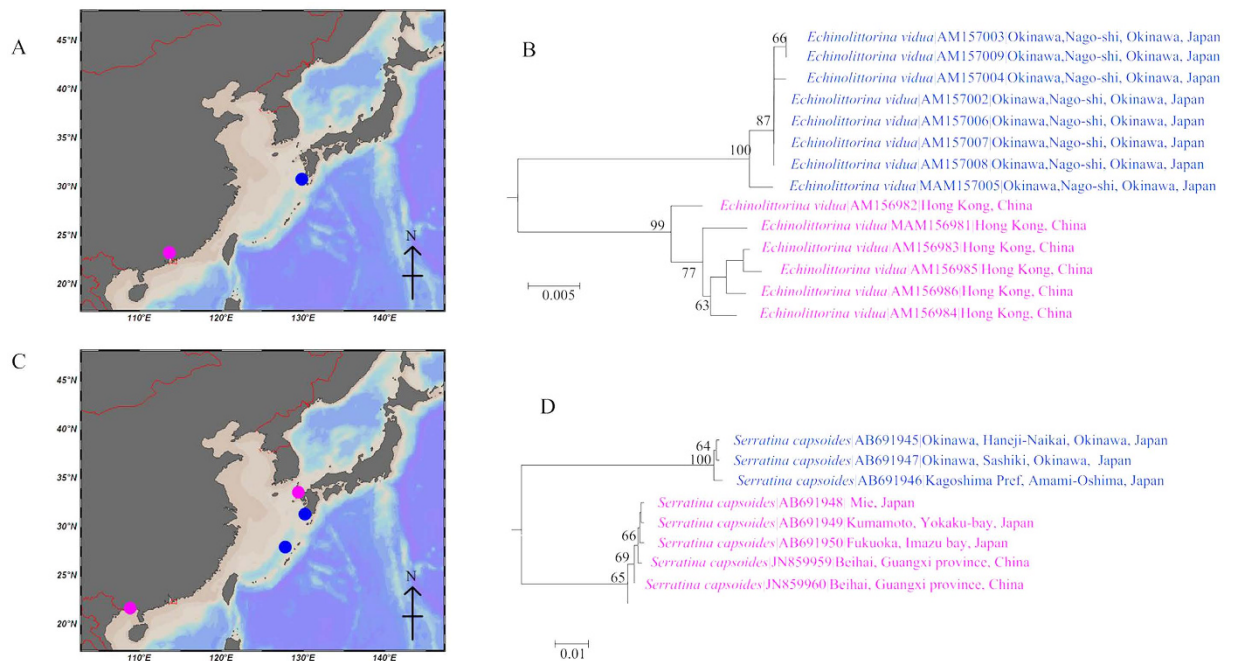 A
45°N
40°N
35°N
30°N
25°N
20°N
110°E
120°E
130°E
140°E
N
B
66
87
100
99
77
63
Echinolittorina vidua|AM157003|Okinawa,Nago-shi, Okinawa, Japan
Echinolittorina vidua|AM157009|Okinawa,Nago-shi, Okinawa, Japan
Echinolittorina vidua|AM157004|Okinawa,Nago-shi, Okinawa, Japan
Echinolittorina vidua|AM157002|Okinawa,Nago-shi, Okinawa, Japan
Echinolittorina vidua|AM157006|Okinawa,Nago-shi, Okinawa, Japan
Echinolittorina vidua|AM157007|Okinawa,Nago-shi, Okinawa, Japan
Echinolittorina vidua|AM157008|Okinawa,Nago-shi, Okinawa, Japan
Echinolittorina vidua|MAM157005|Okinawa,Nago-shi, Okinawa, Japan
Echinolittorina vidua|AM156982|Hong Kong, China
Echinolittorina vidua|MAM156981|Hong Kong, China
Echinolittorina vidua|AM156983|Hong Kong, China
Echinolittorina vidua|AM156985|Hong Kong, China
Echinolittorina vidua|AM156986|Hong Kong, China
Echinolittorina vidua|AM156984|Hong Kong, China
0.005
C
45°N
40°N
35°N
30°N
25°N
20°N
110°E
120°E
130°E
140°E
N
D
64
100
66
69
65
Serratina capsoides|AB691945|Okinawa, Haneji-Naikai, Okinawa, Japan
Serratina capsoides|AB691947|Okinawa, Sashiki, Okinawa, Japan
Serratina capsoides|AB691946|Kagoshima Pref, Amami-Oshima, Japan
Serratina capsoides|AB691948| Mie, Japan
Serratina capsoides|AB691949|Kumamoto, Yokaku-bay, Japan
Serratina capsoides|AB691950|Fukuoka, Imazu bay, Japan
Serratina capsoides|JN859959|Beihai, Guangxi province, China
Serratina capsoides|JN859960|Beihai, Guangxi province, China
0.01